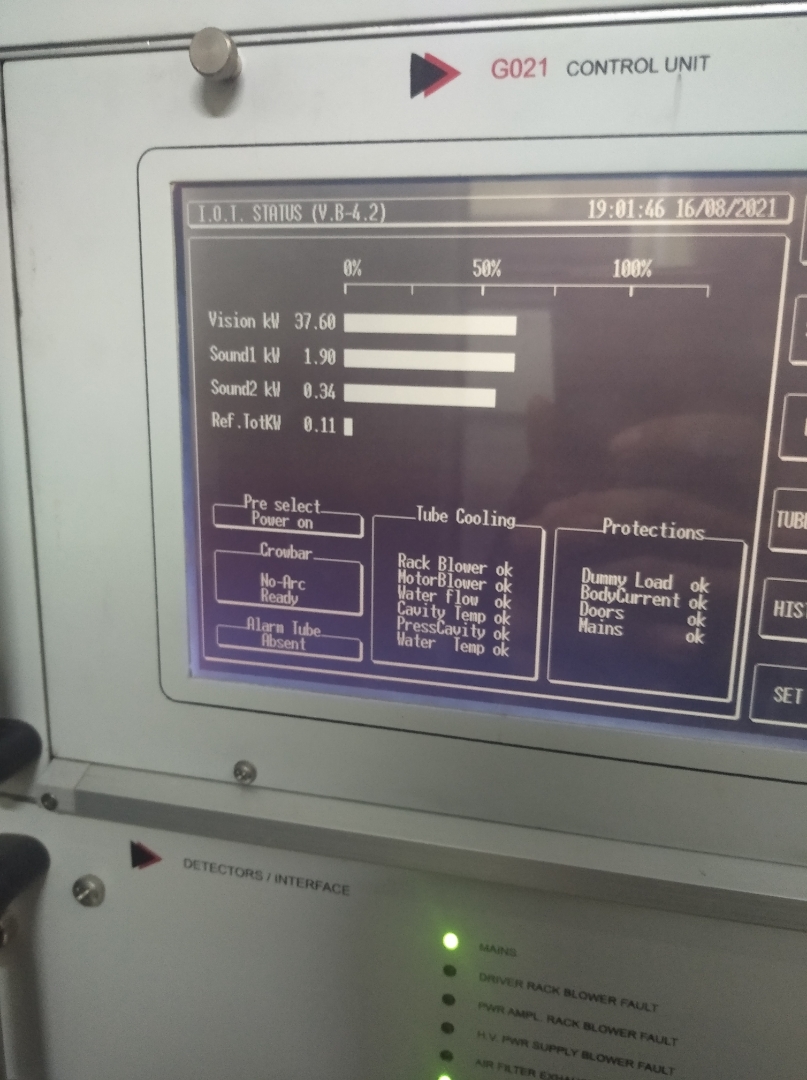 G021 CONTROL UNIT
I.O.T. STATUS (V.B-4.2) 19:01:46 16/08/2021
0% 50% 100%
Vision kW 37.60
Sound1 kW 1.90
Sound2 kW 0.34
Ref.TotKW 0.11
Pre select
Power on
Crowbar
No-Arc
Ready
Alarm Tube
Absent
Tube Cooling
Rack Blower ok
MotorBlower ok
Water flow ok
Cavity Temp ok
PressCavity ok
Water Temp ok
Protections
Dummy Load ok
BodyCurrent ok
Doors ok
Mains ok
TUB
HIS
SET
DETECTORS / INTERFACE
MAINS
DRIVER RACK BLOWER FAULT
PWR AMPL. RACK BLOWER FAULT
H.V. PWR SUPPLY BLOWER FAULT
AIR FILTER